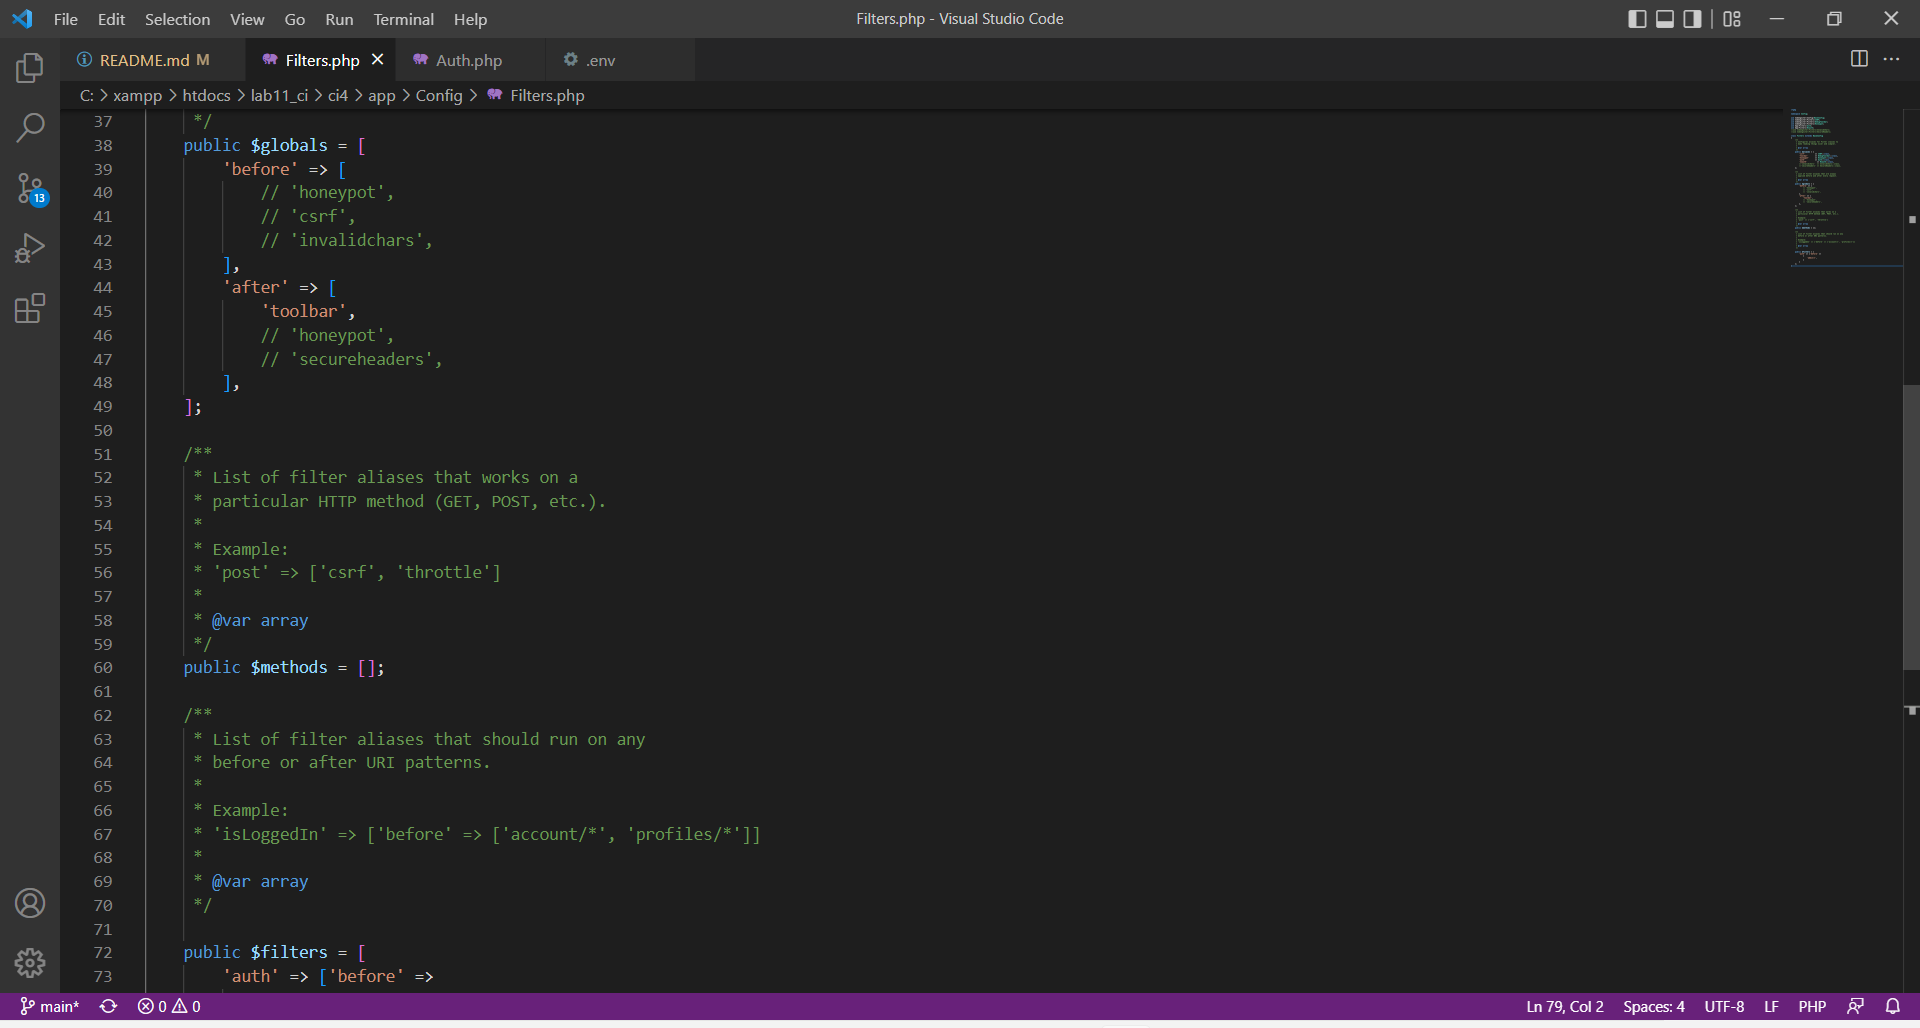 File Edit Selection View Go Run Terminal Help
Filters.php - Visual Studio Code
README.md M
Filters.php
Auth.php
.env
C: > xampp > htdocs > lab11_ci > ci4 > app > Config > Filters.php
13
37 */
38 public $globals = [
39 'before' => [
40 // 'honeypot',
41 // 'csrf',
42 // 'invalidchars',
43 ],
44 'after' => [
45 'toolbar',
46 // 'honeypot',
47 // 'secureheaders',
48 ],
49 ];
50
51 /**
52 * List of filter aliases that works on a
53 * particular HTTP method (GET, POST, etc.).
54 *
55 * Example:
56 * 'post' => ['csrf', 'throttle']
57 *
58 * @var array
59 */
60 public $methods = [];
61
62 /**
63 * List of filter aliases that should run on any
64 * before or after URI patterns.
65 *
66 * Example:
67 * 'isLoggedIn' => ['before' => ['account/*', 'profiles/*']]
68 *
69 * @var array
70 */
71
72 public $filters = [
73 'auth' => ['before' =>
main* 0 0
Ln 79, Col 2 Spaces: 4 UTF-8 LF PHP